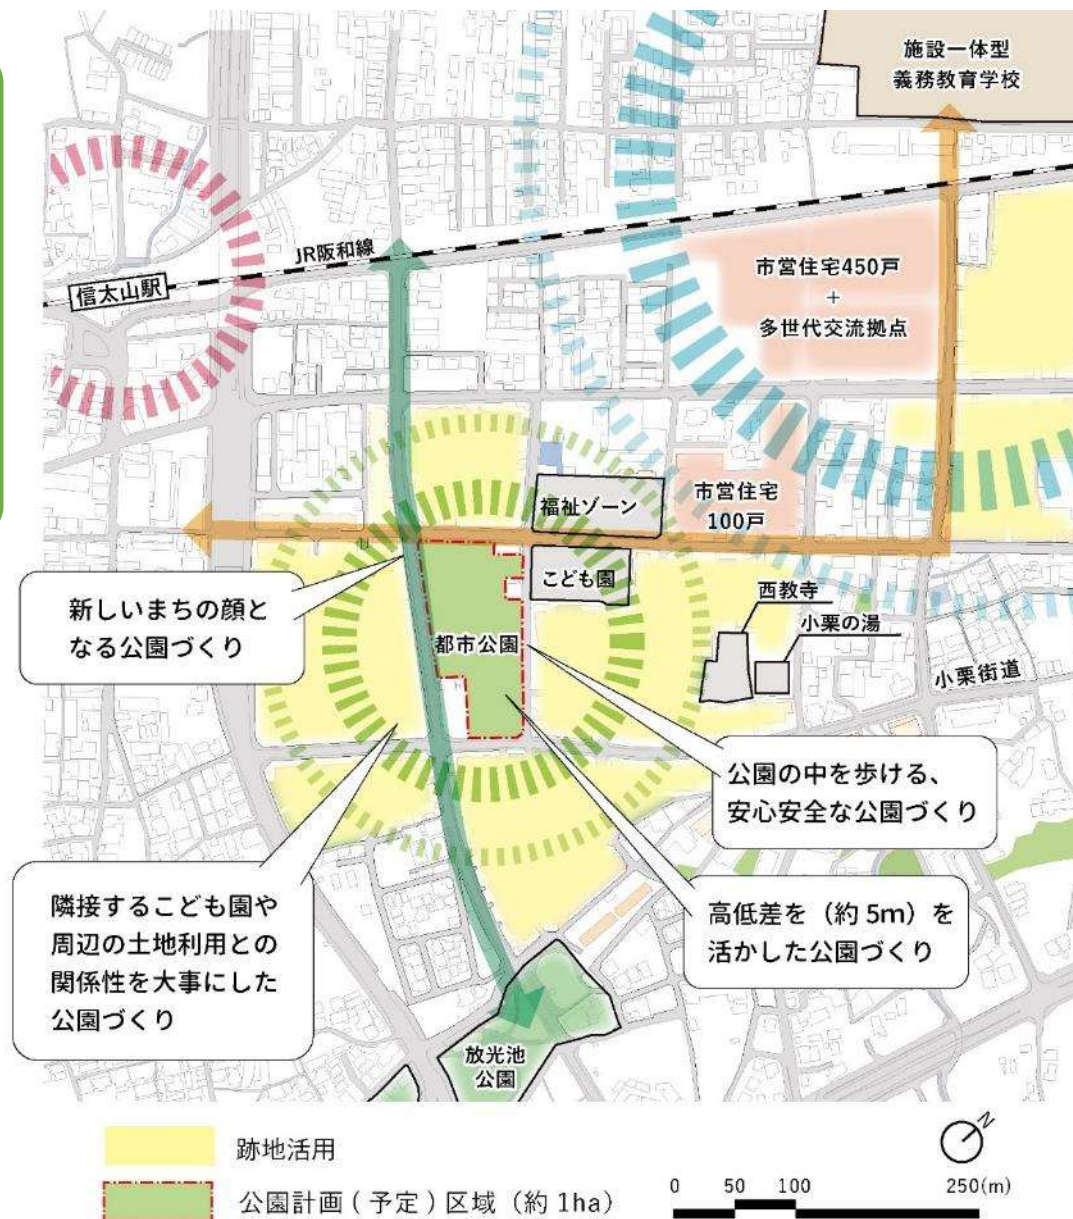 施設一体型
義務教育学校
JR阪和線
信太山駅
市営住宅450戸
+
多世代交流拠点
福祉ゾーン
市営住宅
100戸
こども園
西教寺
小栗の湯
小栗街道
都市公園
新しいまちの顔と
なる公園づくり
公園の中を歩ける、
安心安全な公園づくり
隣接するこども園や
周辺の土地利用との
関係性を大事にした
公園づくり
高低差を（約5m）を
活かした公園づくり
放光池
公園
跡地活用
公園計画(予定)区域（約1ha）
N
0 50 100 250(m)